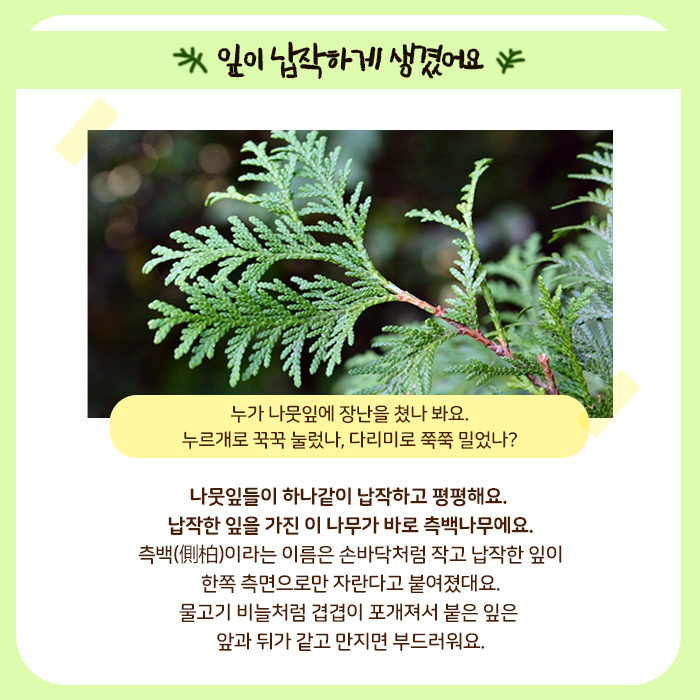 잎이 납작하게 생겼어요
누가 나뭇잎에 장난을 쳤나 봐요.
누르개로 꾹꾹 눌렀나, 다리미로 쭉쭉 밀었나?
나뭇잎들이 하나같이 납작하고 평평해요.
납작한 잎을 가진 이 나무가 바로 측백나무에요.
측백(側柏)이라는 이름은 손바닥처럼 작고 납작한 잎이
한쪽 측면으로만 자란다고 붙여졌대요.
물고기 비늘처럼 겹겹이 포개져서 붙은 잎은
앞과 뒤가 같고 만지면 부드러워요.